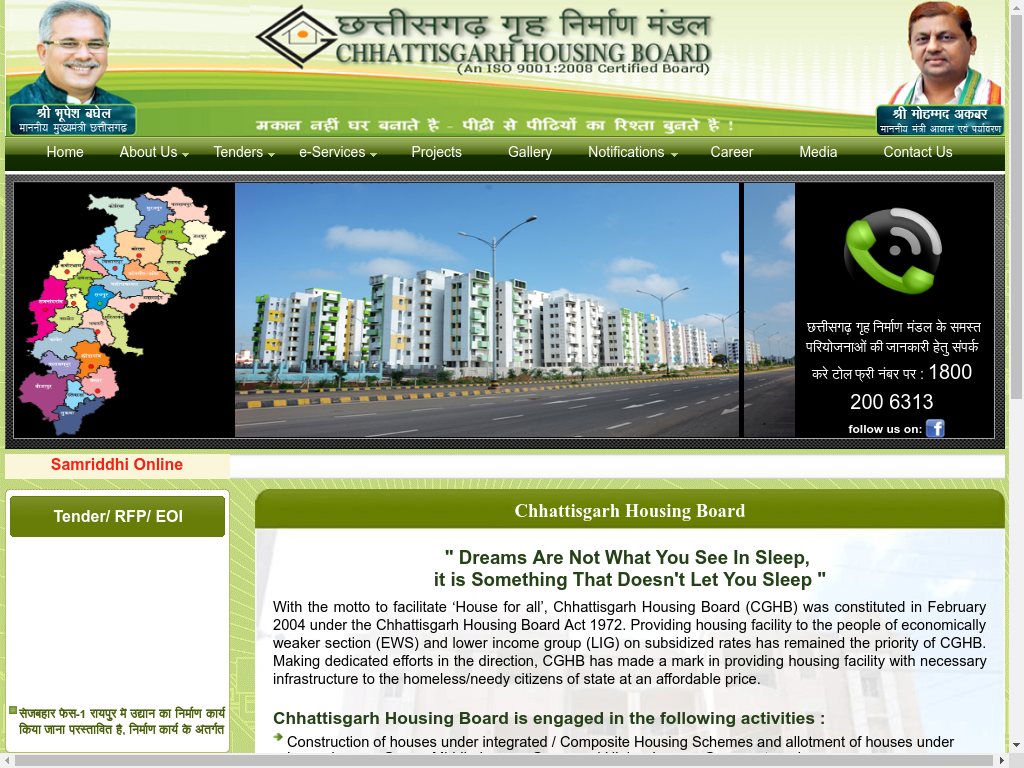 छत्तीसगढ़ गृह निर्माण मंडल
CHHATTISGARH HOUSING BOARD
(An ISO 9001:2008 Certified Board)
श्री भूपेश बघेल
माननीय मुख्यमंत्री छत्तीसगढ़
मकान नहीं घर बनाते है - पीढ़ी से पीढियों का रिश्ता बुनते है !
श्री मोहम्मद अकबर
माननीय मंत्री आवास एवं पर्यावरण
Home About Us Tenders e-Services Projects Gallery Notifications Career Media Contact Us
छत्तीसगढ़ गृह निर्माण मंडल के समस्त
परियोजनाओं की जानकारी हेतु संपर्क
करे टोल फ्री नंबर पर : 1800
200 6313
follow us on:
Samriddhi Online
Tender/ RFP/ EOI
सेजबहार फेस-1 रायपुर में उद्यान का निर्माण कार्य
किया जाना परस्तावित है, निर्माण कार्य के अंतर्गत
Chhattisgarh Housing Board
" Dreams Are Not What You See In Sleep,
it is Something That Doesn't Let You Sleep "
With the motto to facilitate ‘House for all’, Chhattisgarh Housing Board (CGHB) was constituted in February
2004 under the Chhattisgarh Housing Board Act 1972. Providing housing facility to the people of economically
weaker section (EWS) and lower income group (LIG) on subsidized rates has remained the priority of CGHB.
Making dedicated efforts in the direction, CGHB has made a mark in providing housing facility with necessary
infrastructure to the homeless/needy citizens of state at an affordable price.
Chhattisgarh Housing Board is engaged in the following activities :
Construction of houses under integrated / Composite Housing Schemes and allotment of houses under